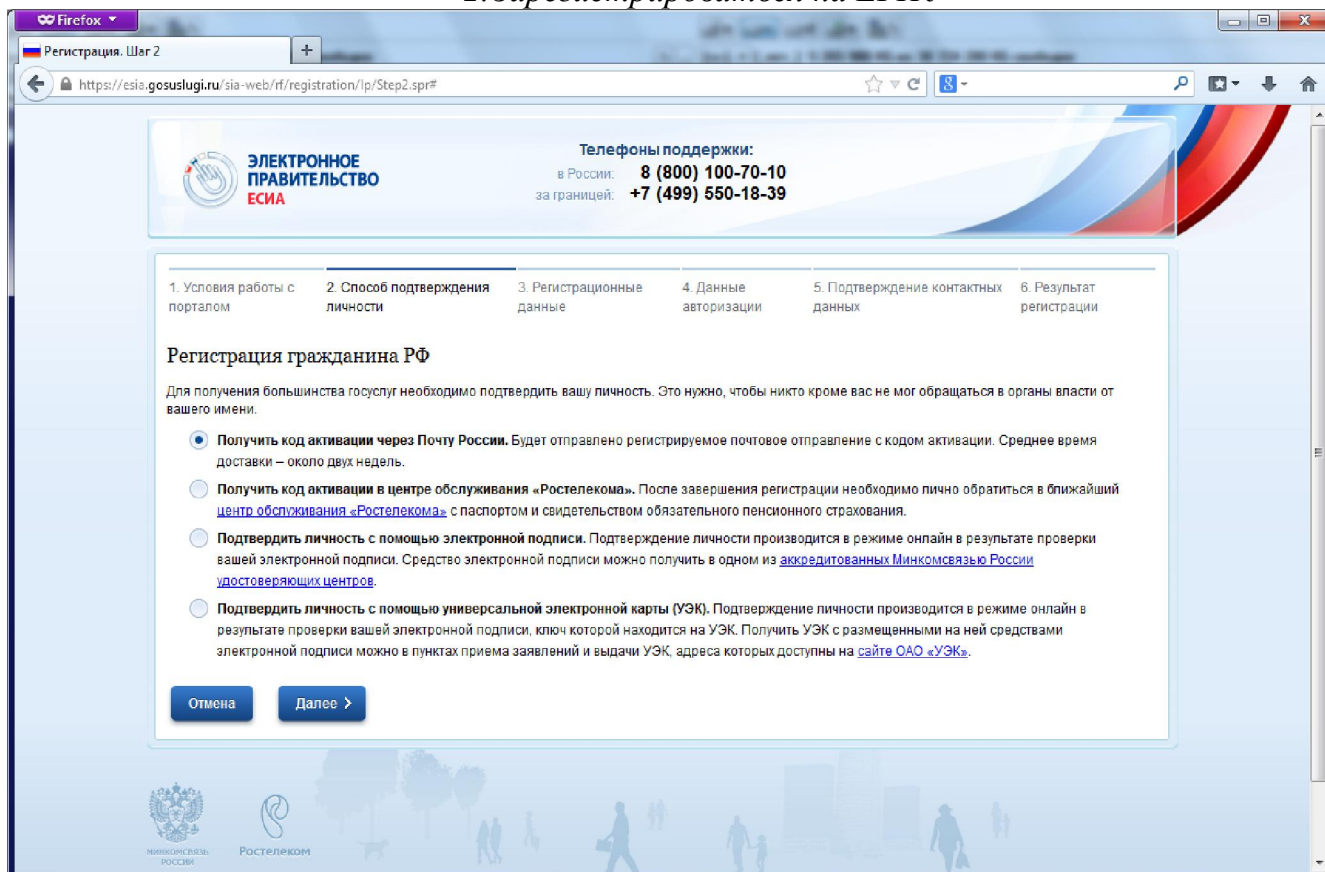 Firefox
Регистрация. Шаг 2
https://esia.gosuslugi.ru/sia-web/rf/registration/lp/Step2.spr#
ЭЛЕКТРОННОЕ
ПРАВИТЕЛЬСТВО
ЕСИА
Телефоны поддержки:
в России: 8 (800) 100-70-10
за границей: +7 (499) 550-18-39
1. Условия работы с
порталом
2. Способ подтверждения
личности
3. Регистрационные
данные
4. Данные
авторизации
5. Подтверждение контактных
данных
6. Результат
регистрации
Регистрация гражданина РФ
Для получения большинства госуслуг необходимо подтвердить вашу личность. Это нужно, чтобы никто кроме вас не мог обращаться в органы власти от
вашего имени.
Получить код активации через Почту России. Будет отправлено регистрируемое почтовое отправление с кодом активации. Среднее время
доставки – около двух недель.
Получить код активации в центре обслуживания «Ростелекома». После завершения регистрации необходимо лично обратиться в ближайший
центр обслуживания «Ростелекома» с паспортом и свидетельством обязательного пенсионного страхования.
Подтвердить личность с помощью электронной подписи. Подтверждение личности производится в режиме онлайн в результате проверки
вашей электронной подписи. Средство электронной подписи можно получить в одном из аккредитованных Минкомсвязью России
удостоверяющих центров.
Подтвердить личность с помощью универсальной электронной карты (УЭК). Подтверждение личности производится в режиме онлайн в
результате проверки вашей электронной подписи, ключ которой находится на УЭК. Получить УЭК с размещенными на ней средствами
электронной подписи можно в пунктах приема заявлений и выдачи УЭК, адреса которых доступны на сайте ОАО «УЭК».
Отмена
Далее
МИНКОМСВЯЗЬ
РОССИИ
Ростелеком